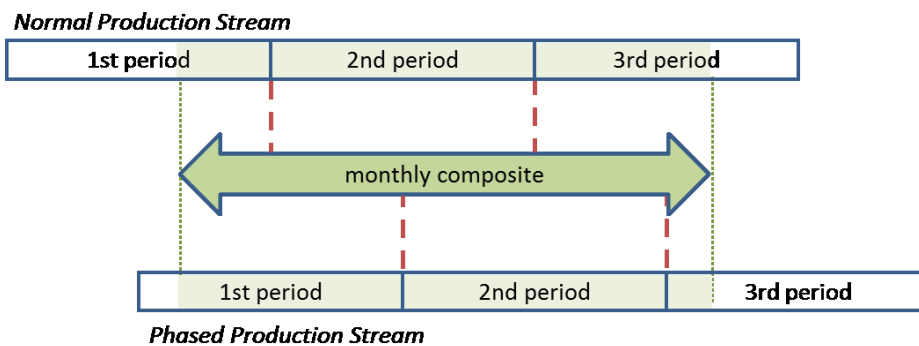 Normal Production Stream
1st period 2nd period 3rd period
monthly composite
1st period 2nd period 3rd period
Phased Production Stream